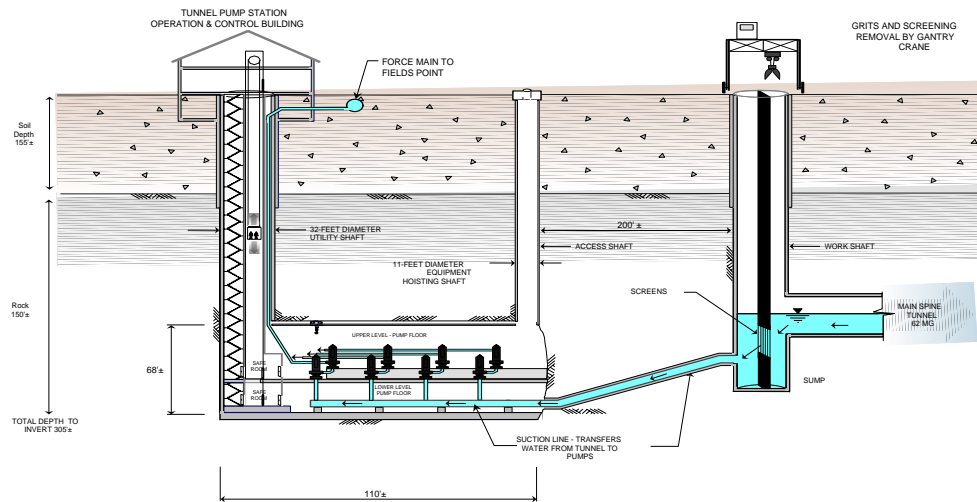 TUNNEL PUMP STATION
OPERATION & CONTROL BUILDING
GRITS AND SCREENING
REMOVAL BY GANTRY
CRANE
FORCE MAIN TO
FIELDS POINT
Soil
Depth
155'±
200' ±
32-FEET DIAMETER
UTILITY SHAFT
ACCESS SHAFT
WORK SHAFT
11-FEET DIAMETER
EQUIPMENT
HOISTING SHAFT
SCREENS
Rock
150'±
MAIN SPINE
TUNNEL
62 MG
UPPER LEVEL - PUMP FLOOR
68'±
SAFE
ROOM
LOWER LEVEL
PUMP FLOOR
SAFE
ROOM
SUMP
TOTAL DEPTH TO
INVERT 305'±
SUCTION LINE - TRANSFERS
WATER FROM TUNNEL TO
PUMPS
110'±